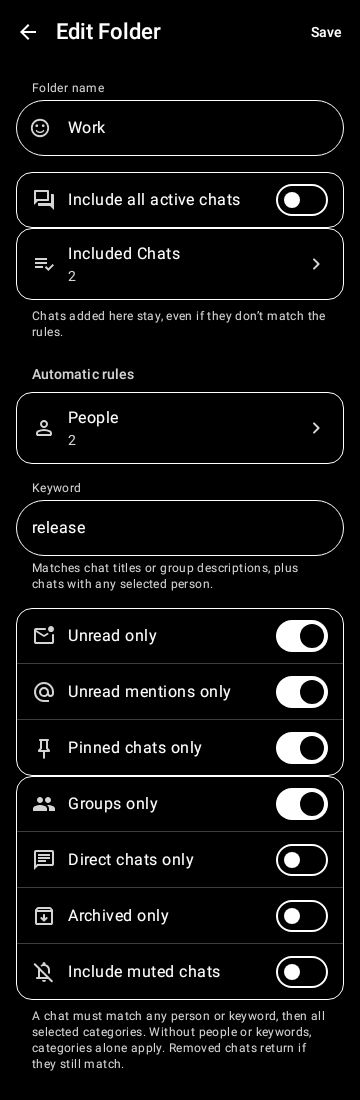 Edit Folder
Save
Folder name
Work
Include all active chats
Included Chats
2
Chats added here stay, even if they don’t match the
rules.
Automatic rules
People
2
Keyword
release
Matches chat titles or group descriptions, plus
chats with any selected person.
Unread only
Unread mentions only
Pinned chats only
Groups only
Direct chats only
Archived only
Include muted chats
A chat must match any person or keyword, then all
selected categories. Without people or keywords,
categories alone apply. Removed chats return if
they still match.